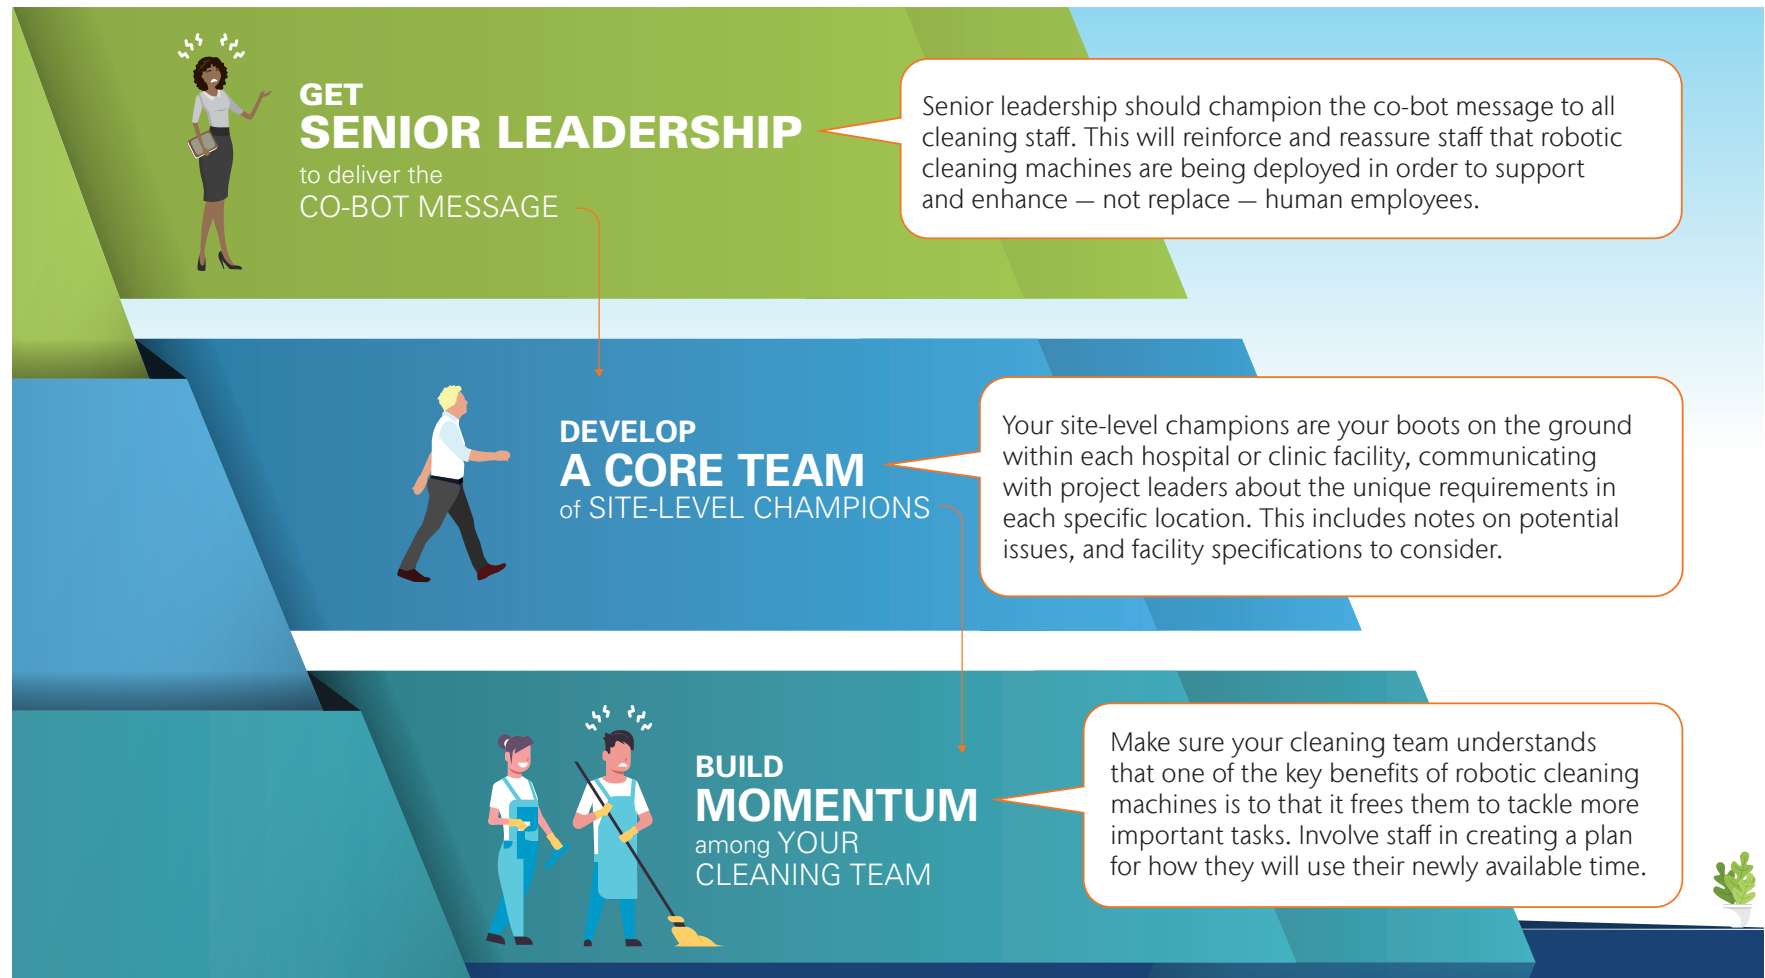 GET
SENIOR LEADERSHIP
to deliver the
CO-BOT MESSAGE
Senior leadership should champion the co-bot message to all
cleaning staff. This will reinforce and reassure staff that robotic
cleaning machines are being deployed in order to support
and enhance — not replace — human employees.
DEVELOP
A CORE TEAM
of SITE-LEVEL CHAMPIONS
Your site-level champions are your boots on the ground
within each hospital or clinic facility, communicating
with project leaders about the unique requirements in
each specific location. This includes notes on potential
issues, and facility specifications to consider.
BUILD
MOMENTUM
among YOUR
CLEANING TEAM
Make sure your cleaning team understands
that one of the key benefits of robotic cleaning
machines is to that it frees them to tackle more
important tasks. Involve staff in creating a plan
for how they will use their newly available time.